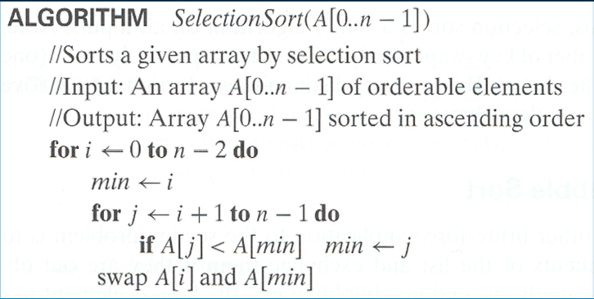 ALGORITHM SelectionSort(A[0..n – 1])
//Sorts a given array by selection sort
//Input: An array A[0..n – 1] of orderable elements
//Output: Array A[0..n – 1] sorted in ascending order
for i ← 0 to n – 2 do
min ← i
for j ← i + 1 to n – 1 do
if A[j] < A[min] min ← j
swap A[i] and A[min]